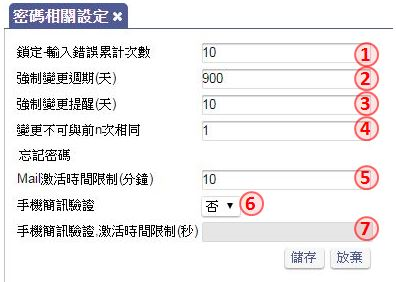 密碼相關設定 ×
鎖定-輸入錯誤累計次數 10 1
強制變更週期(天) 900 2
強制變更提醒(天) 10 3
變更不可與前n次相同 1 4
忘記密碼
Mail激活時間限制(分鐘) 10 5
手機簡訊驗證 否 ▼ 6
手機簡訊驗證,激活時間限制(秒) 7
儲存 放棄